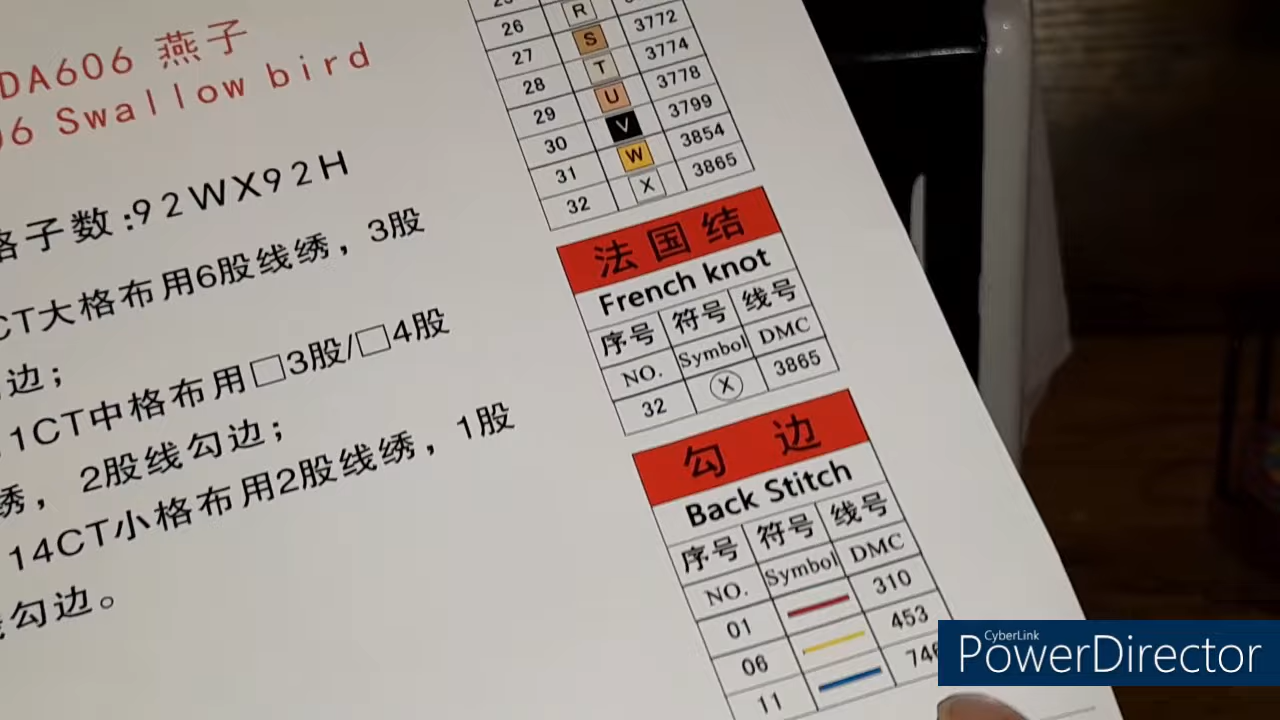 DA606 燕子
06 Swallow bird
格子数:92WX92H
CT大格布用6股线绣，3股
边；
11CT中格布用□3股/□4股
绣，2股线勾边；
14CT小格布用2股线绣，1股
线勾边。
26 R 3772
27 S 3774
28 T 3778
29 U 3799
30 V 3854
31 W 3865
32 X
法国结
French knot
序号 符号 线号
NO. Symbol DMC
32 X 3865
勾 边
Back Stitch
序号 符号 线号
NO. Symbol DMC
01 310
06 453
11 746
CyberLink
PowerDirector